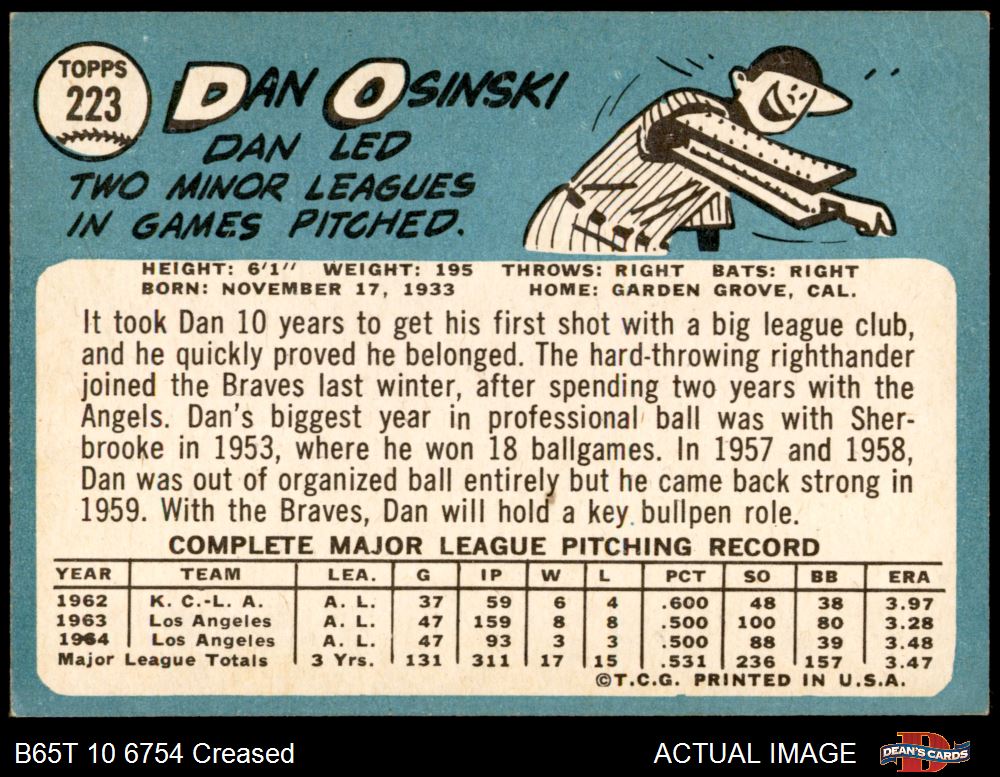 TOPPS
223
DAN OSINSKI
DAN LED
TWO MINOR LEAGUES
IN GAMES PITCHED.
HEIGHT: 6'1" WEIGHT: 195 THROWS: RIGHT BATS: RIGHT
BORN: NOVEMBER 17, 1933 HOME: GARDEN GROVE, CAL.
It took Dan 10 years to get his first shot with a big league club,
and he quickly proved he belonged. The hard-throwing righthander
joined the Braves last winter, after spending two years with the
Angels. Dan's biggest year in professional ball was with Sher-
brooke in 1953, where he won 18 ballgames. In 1957 and 1958,
Dan was out of organized ball entirely but he came back strong in
1959. With the Braves, Dan will hold a key bullpen role.
COMPLETE MAJOR LEAGUE PITCHING RECORD
YEAR TEAM LEA. G IP W L PCT SO BB ERA
1962 K. C.-L. A. A. L. 37 59 6 4 .600 48 38 3.97
1963 Los Angeles A. L. 47 159 8 8 .500 100 80 3.28
1964 Los Angeles A. L. 47 93 3 3 .500 88 39 3.48
Major League Totals 3 Yrs. 131 311 17 15 .531 236 157 3.47
©T.C.G. PRINTED IN U.S.A.
B65T 10 6754 Creased ACTUAL IMAGE DEAN'S CARDS